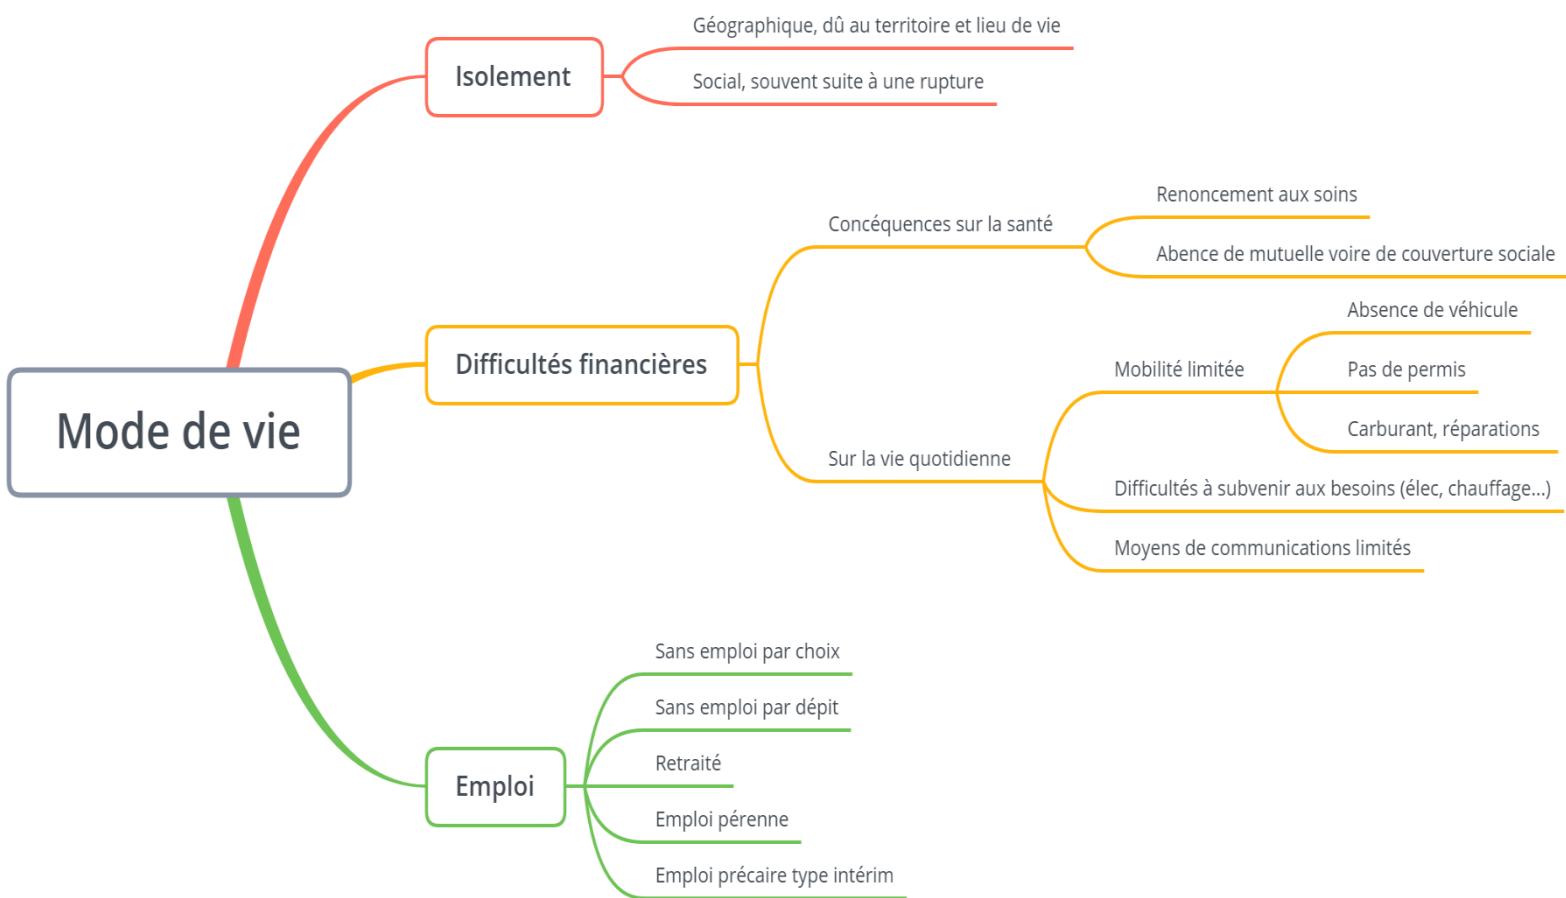 Mode de vie
Isolement
Géographique, dû au territoire et lieu de vie
Social, souvent suite à une rupture
Difficultés financières
Concéquences sur la santé
Renoncement aux soins
Abence de mutuelle voire de couverture sociale
Sur la vie quotidienne
Mobilité limitée
Absence de véhicule
Pas de permis
Carburant, réparations
Difficultés à subvenir aux besoins (élec, chauffage...)
Moyens de communications limités
Emploi
Sans emploi par choix
Sans emploi par dépit
Retraité
Emploi pérenne
Emploi précaire type intérim